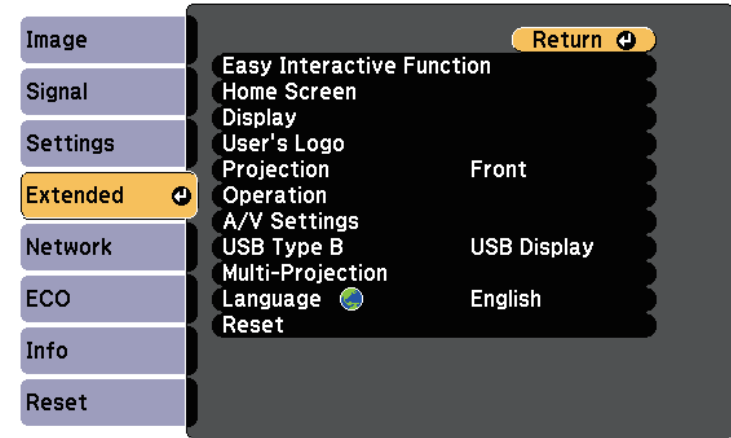 Image
Signal
Settings
Extended
Network
ECO
Info
Reset
Return
Easy Interactive Function
Home Screen
Display
User's Logo
Projection Front
Operation
A/V Settings
USB Type B USB Display
Multi-Projection
Language English
Reset